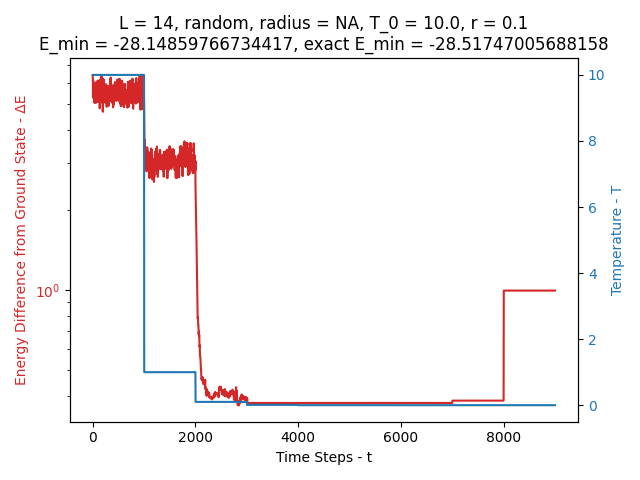 L = 14, random, radius = NA, T_0 = 10.0, r = 0.1
E_min = -28.14859766734417, exact E_min = -28.51747005688158
Energy Difference from Ground State - ΔE
10⁰
10
8
6
4
2
0
Temperature - T
0 2000 4000 6000 8000
Time Steps - t